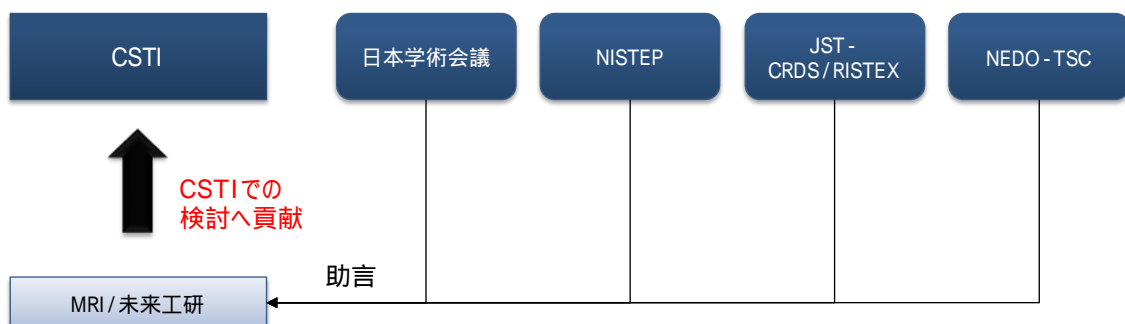 CSTI
日本学術会議
NISTEP
JST -
CRDS / RISTEX
NEDO - TSC
CSTIでの
検討へ貢献
助言
MRI / 未来工研